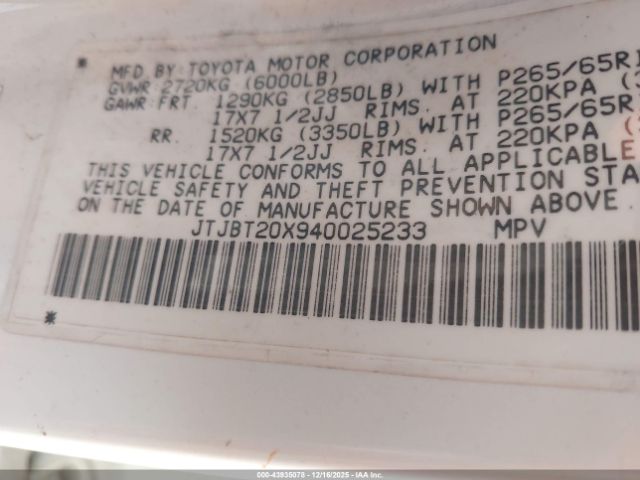 * MFD. BY TOYOTA MOTOR CORPORATION
GVWR 2720KG (6000LB)
GAWR FRT. 1290KG (2850LB) WITH P265/65R1
17X7 1/2JJ RIMS. AT 220KPA (
RR. 1520KG (3350LB) WITH P265/65R
17X7 1/2JJ RIMS. AT 220KPA (
THIS VEHICLE CONFORMS TO ALL APPLICABLE
VEHICLE SAFETY AND THEFT PREVENTION STA
ON THE DATE OF MANUFACTURE SHOWN ABOVE.
JTJBT20X940025233 MPV
*
000-43935078 - 12/16/2025 - IAA Inc.